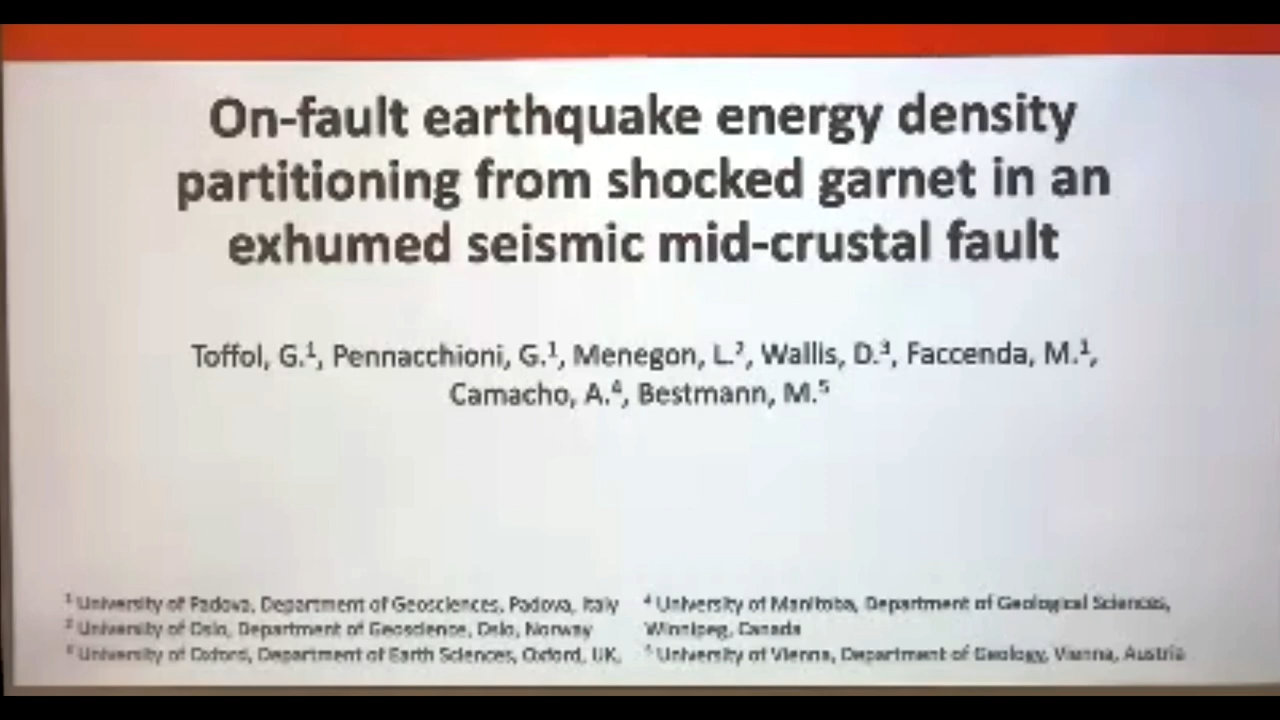 On-fault earthquake energy density
partitioning from shocked garnet in an
exhumed seismic mid-crustal fault
Toffol, G.¹, Pennacchioni, G.¹, Menegon, L.², Wallis, D.³, Faccenda, M.¹,
Camacho, A.⁴, Bestmann, M.⁵
¹ University of Padova, Department of Geosciences, Padova, Italy
² University of Oslo, Department of Geoscience, Oslo, Norway
³ University of Oxford, Department of Earth Sciences, Oxford, UK,
⁴ University of Manitoba, Department of Geological Sciences,
Winnipeg, Canada
⁵ University of Vienna, Department of Geology, Vienna, Austria